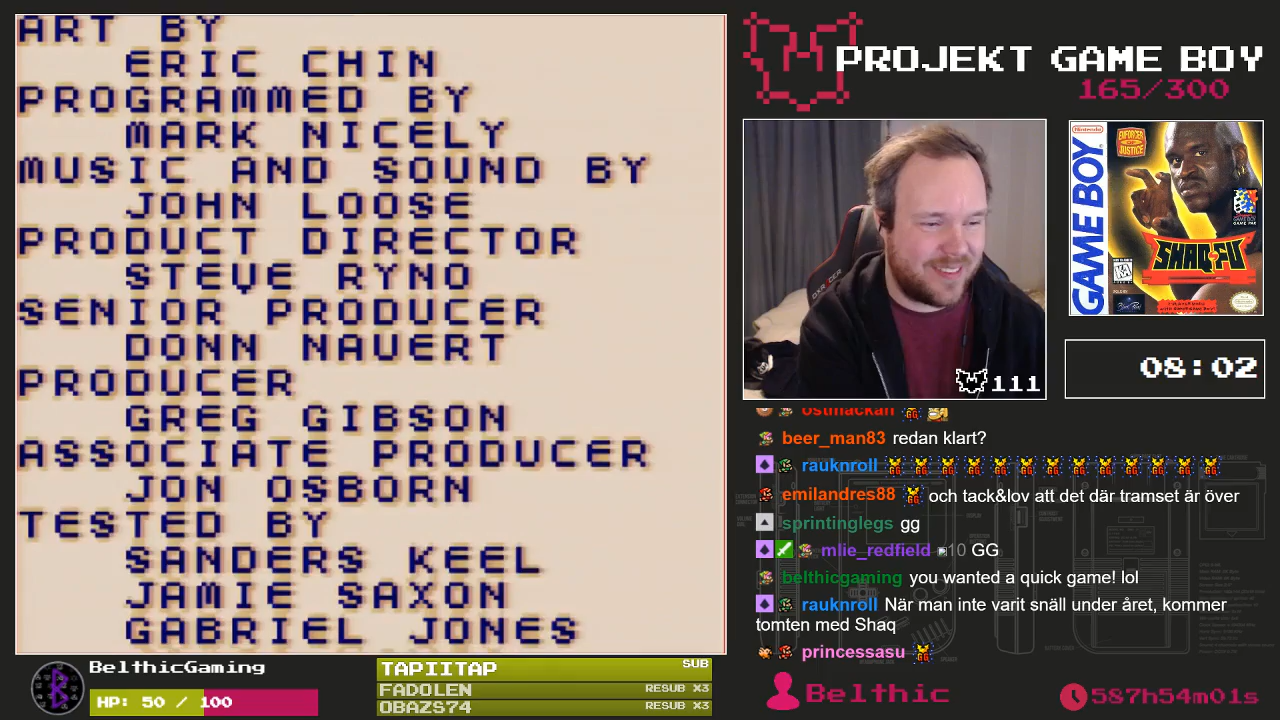 ART BY
ERIC CHIN
PROGRAMMED BY
MARK NICELY
MUSIC AND SOUND BY
JOHN LOOSE
PRODUCT DIRECTOR
STEVE RYNO
SENIOR PRODUCER
DONN NAUERT
PRODUCER
GREG GIBSON
ASSOCIATE PRODUCER
JON OSBORN
TESTED BY
SANDERS KEEL
JAMIE SAXON
GABRIEL JONES
PROJEKT GAME BOY
165/300
111
Nintendo
GAME BOY
ENFORCER OF JUSTICE
SHAQ-FU
08:02
ostmackan
beer_man83 redan klart?
rauknroll
emilandres88 och tack&lov att det där tramset är över
sprintinglegs gg
mlie_redfield 10 GG
belthicgaming you wanted a quick game! lol
rauknroll När man inte varit snäll under året, kommer
tomten med Shaq
princessasu
BelthicGaming
HP: 50 / 100
TAPIITAP SUB
FADOLEN RESUB X3
OBAZS74 RESUB X3
Belthic
587h54m01s